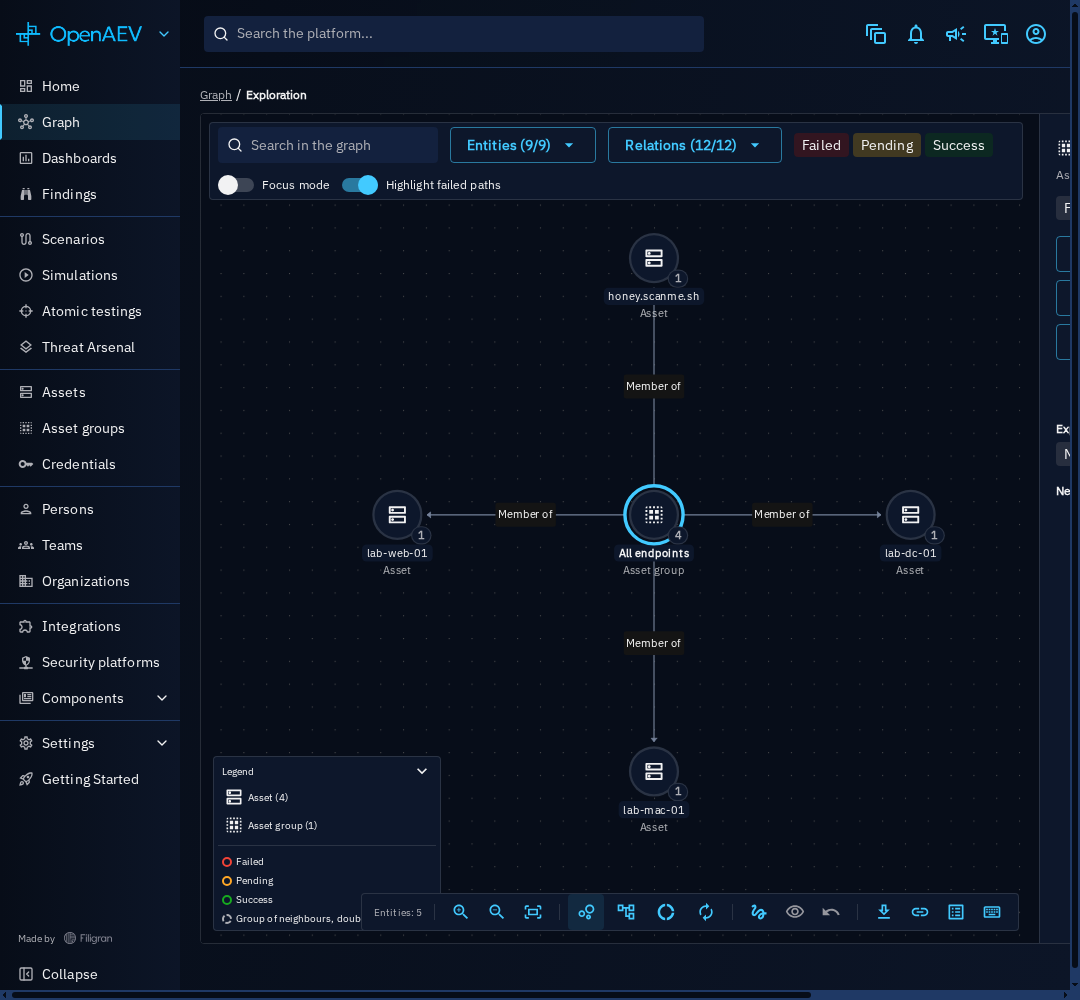 OpenAEV
Search the platform...
Home
Graph
Dashboards
Findings
Scenarios
Simulations
Atomic testings
Threat Arsenal
Assets
Asset groups
Credentials
Persons
Teams
Organizations
Integrations
Security platforms
Components
Settings
Getting Started
Made by Filigran
Collapse
Graph / Exploration
Search in the graph
Entities (9/9)
Relations (12/12)
Failed Pending Success
Focus mode
Highlight failed paths
1
honey.scanme.sh
Asset
Member of
1
lab-web-01
Asset
Member of
4
All endpoints
Asset group
Member of
1
lab-dc-01
Asset
Member of
1
lab-mac-01
Asset
Legend
Asset (4)
Asset group (1)
Failed
Pending
Success
Group of neighbours, doub
Entities: 5
As
Ex
Ne